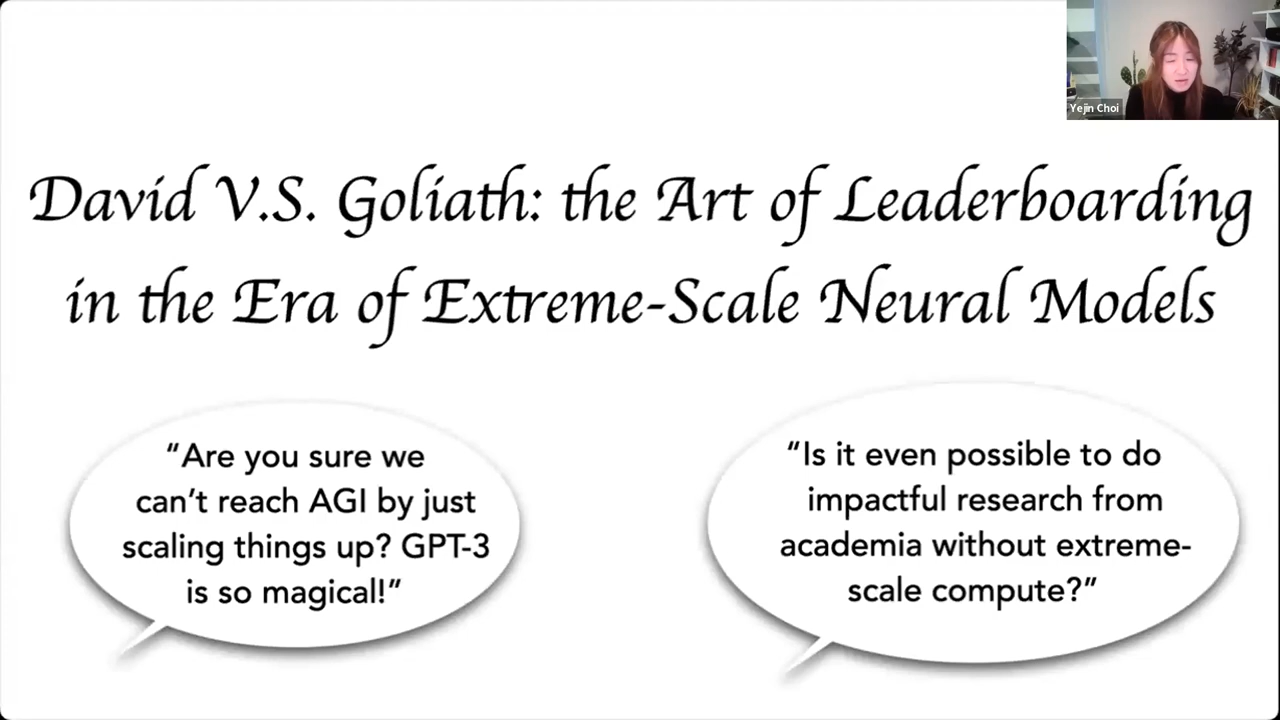 Yejin Choi
David V.S. Goliath: the Art of Leaderboarding
in the Era of Extreme-Scale Neural Models
“Are you sure we
can’t reach AGI by just
scaling things up? GPT-3
is so magical!”
“Is it even possible to do
impactful research from
academia without extreme-
scale compute?”